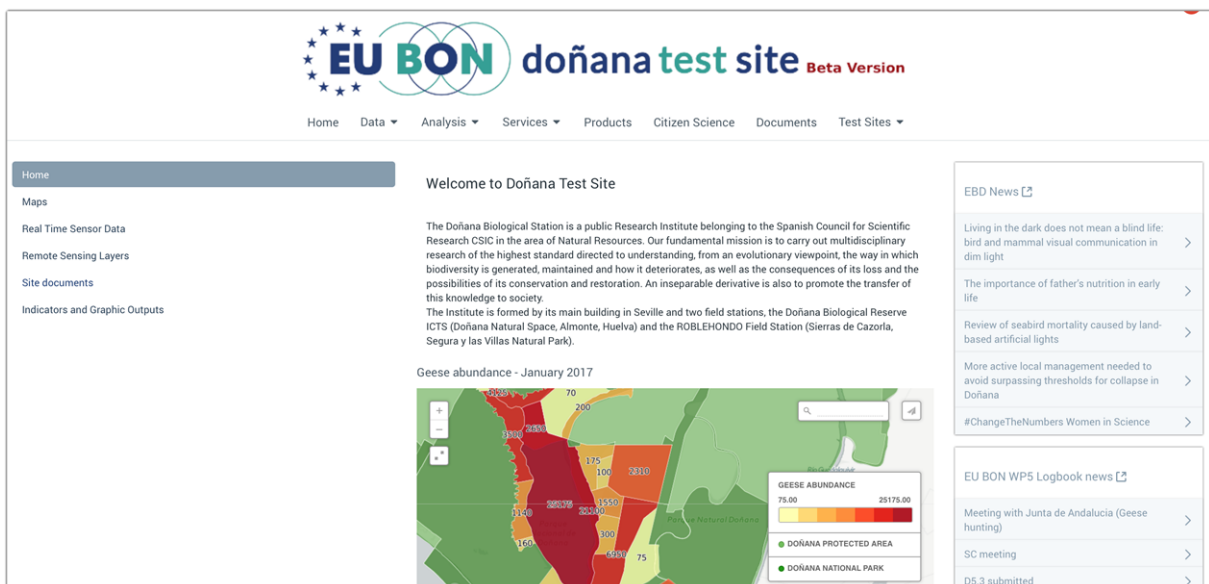 EU BON doñana test site Beta Version
Home Data Analysis Services Products Citizen Science Documents Test Sites
Home
Maps
Real Time Sensor Data
Remote Sensing Layers
Site documents
Indicators and Graphic Outputs
Welcome to Doñana Test Site
The Doñana Biological Station is a public Research Institute belonging to the Spanish Council for Scientific
Research CSIC in the area of Natural Resources. Our fundamental mission is to carry out multidisciplinary
research of the highest standard directed to understanding, from an evolutionary viewpoint, the way in which
biodiversity is generated, maintained and how it deteriorates, as well as the consequences of its loss and the
possibilities of its conservation and restoration. An inseparable derivative is also to promote the transfer of
this knowledge to society.
The Institute is formed by its main building in Seville and two field stations, the Doñana Biological Reserve
ICTS (Doñana Natural Space, Almonte, Huelva) and the ROBLEHONDO Field Station (Sierras de Cazorla,
Segura y las Villas Natural Park).
Geese abundance - January 2017
70
200
2650
175
100
2310
25175
1550
21100
1140
300
160
75
Parque Natural Doñana
GEESE ABUNDANCE
75.00 25175.00
DOÑANA PROTECTED AREA
DOÑANA NATIONAL PARK
EBD News
Living in the dark does not mean a blind life:
bird and mammal visual communication in
dim light
The importance of father's nutrition in early
life
Review of seabird mortality caused by land-
based artificial lights
More active local management needed to
avoid surpassing thresholds for collapse in
Doñana
#ChangeTheNumbers Women in Science
EU BON WP5 Logbook news
Meeting with Junta de Andalucia (Geese
hunting)
SC meeting
D5.3 submitted